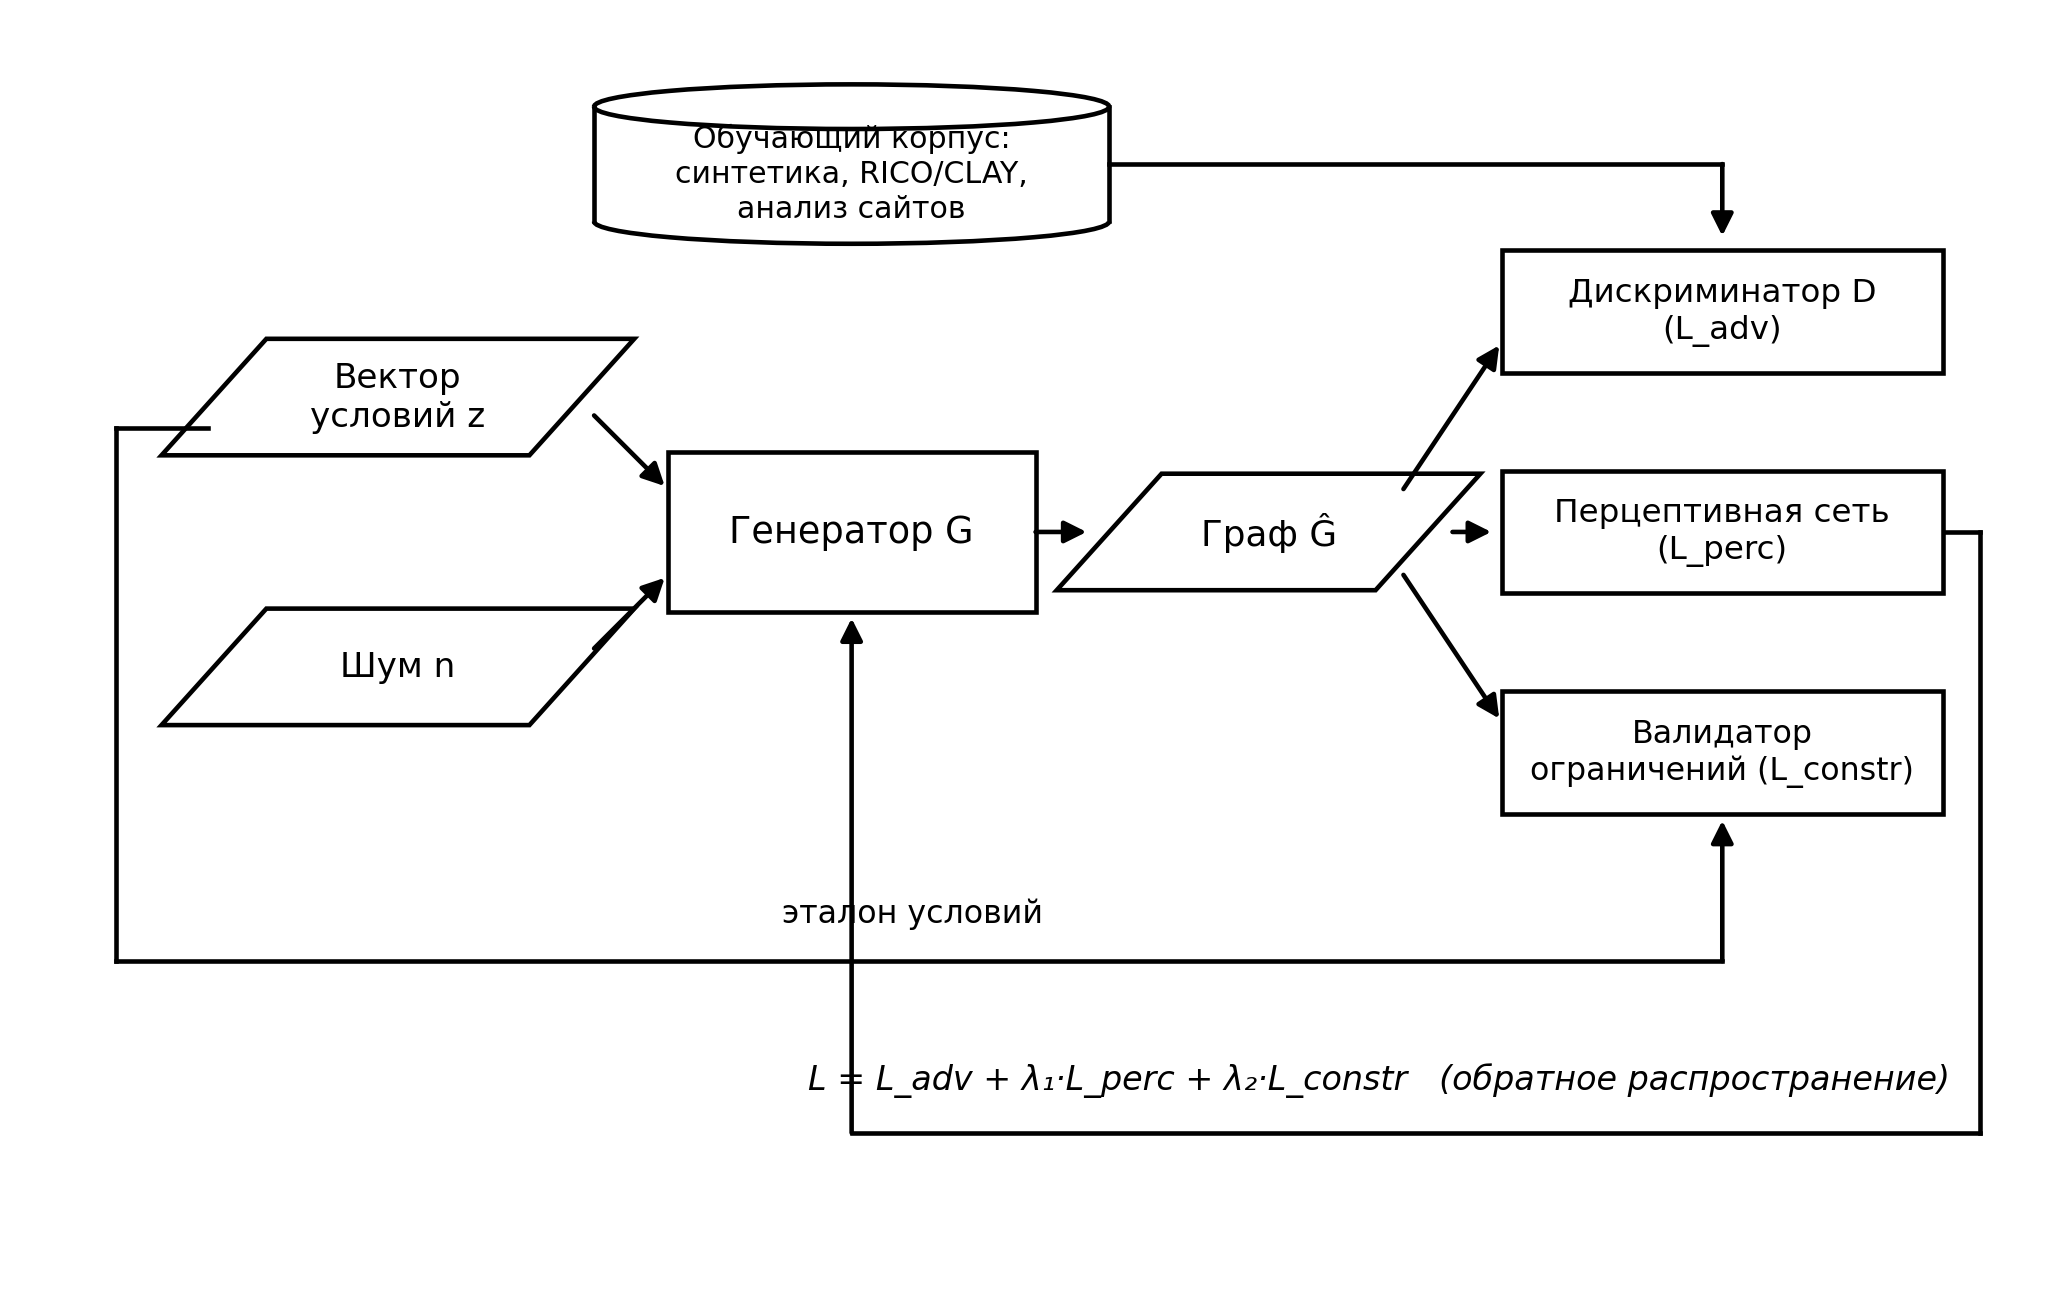 Обучающий корпус:
синтетика, RICO/CLAY,
анализ сайтов
Дискриминатор D
(L_adv)
Вектор
условий z
Генератор G
Граф Ĝ
Перцептивная сеть
(L_perc)
Шум n
Валидатор
ограничений (L_constr)
эталон условий
L = L_adv + λ₁·L_perc + λ₂·L_constr (обратное распространение)